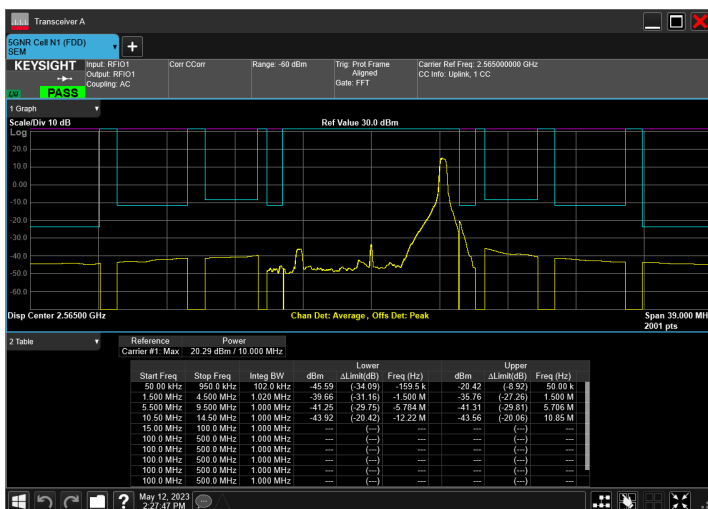 Transceiver A
5GNR Cell N1 (FDD)
SEM
KEYSIGHT
Input: RFIO1
Output: RFIO1
Coupling: AC
Corr CCorr
Range: -60 dBm
Trig: Prot Frame
Aligned
Gate: FFT
Carrier Ref Freq: 2.565000000 GHz
CC Info: Uplink, 1 CC
LXI
PASS
1 Graph
Scale/Div 10 dB
Ref Value 30.0 dBm
Log
20.0
10.0
0.00
-10.0
-20.0
-30.0
-40.0
-50.0
-60.0
Disp Center 2.56500 GHz
Chan Det: Average , Offs Det: Peak
Span 39.000 MH
2001 pts
2 Table
Reference Power
Carrier #1: Max 20.29 dBm / 10.000 MHz
Lower Upper
Start Freq Stop Freq Integ BW dBm ΔLimit(dB) Freq (Hz) dBm ΔLimit(dB) Freq (Hz)
50.00 kHz 950.0 kHz 102.0 kHz -45.59 (-34.09) -159.5 k -20.42 (-8.92) 50.00 k
1.500 MHz 4.500 MHz 1.020 MHz -39.66 (-31.16) -1.500 M -35.76 (-27.26) 1.500 M
5.500 MHz 9.500 MHz 1.000 MHz -41.25 (-29.75) -5.784 M -41.31 (-29.81) 5.706 M
10.50 MHz 14.50 MHz 1.000 MHz -43.92 (-20.42) -12.22 M -43.56 (-20.06) 10.85 M
15.00 MHz 100.0 MHz 1.000 MHz --- (---) --- --- (---) ---
100.0 MHz 500.0 MHz 1.000 MHz --- (---) --- --- (---) ---
100.0 MHz 500.0 MHz 1.000 MHz --- (---) --- --- (---) ---
100.0 MHz 500.0 MHz 1.000 MHz --- (---) --- --- (---) ---
100.0 MHz 500.0 MHz 1.000 MHz --- (---) --- --- (---) ---
100.0 MHz 500.0 MHz 1.000 MHz --- (---) --- --- (---) ---
May 12, 2023
2:27:47 PM